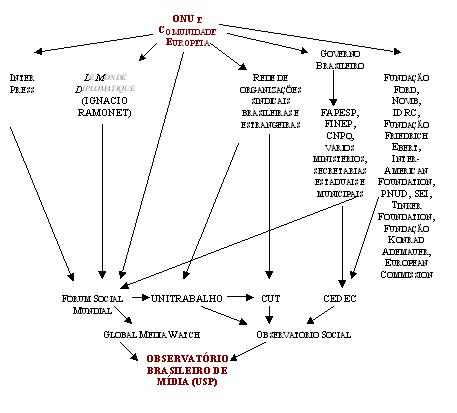 ONU E
COMUNIDADE
EUROPEIA
INTER
PRESS
LE MONDE
DIPLOMATIQUE
(IGNACIO
RAMONET)
REDE DE
ORGANIZAÇÕES
SINDICAIS
BRASILEIRAS E
ESTRANGEIRAS
GOVERNO
BRASILEIRO
FAPESP,
FINEP,
CNPQ,
VÁRIOS
MINISTÉRIOS,
SECRETARIAS
ESTADUAIS E
MUNICIPAIS
FUNDAÇÃO
FORD,
NOVIB,
IDRC,
FUNDAÇÃO
FRIEDRICH
EBERT,
INTER-
AMERICAN
FOUNDATION,
PNUD, SEI,
TINKER
FOUNDATION,
FUNDAÇÃO
KONRAD
ADEMAUER,
EUROPEAN
COMMISSION
FORUM SOCIAL
MUNDIAL
UNITRABALHO
CUT
CEDEC
GLOBAL MEDIA WATCH
OBSERVATÓRIO SOCIAL
OBSERVATÓRIO
BRASILEIRO DE
MÍDIA (USP)